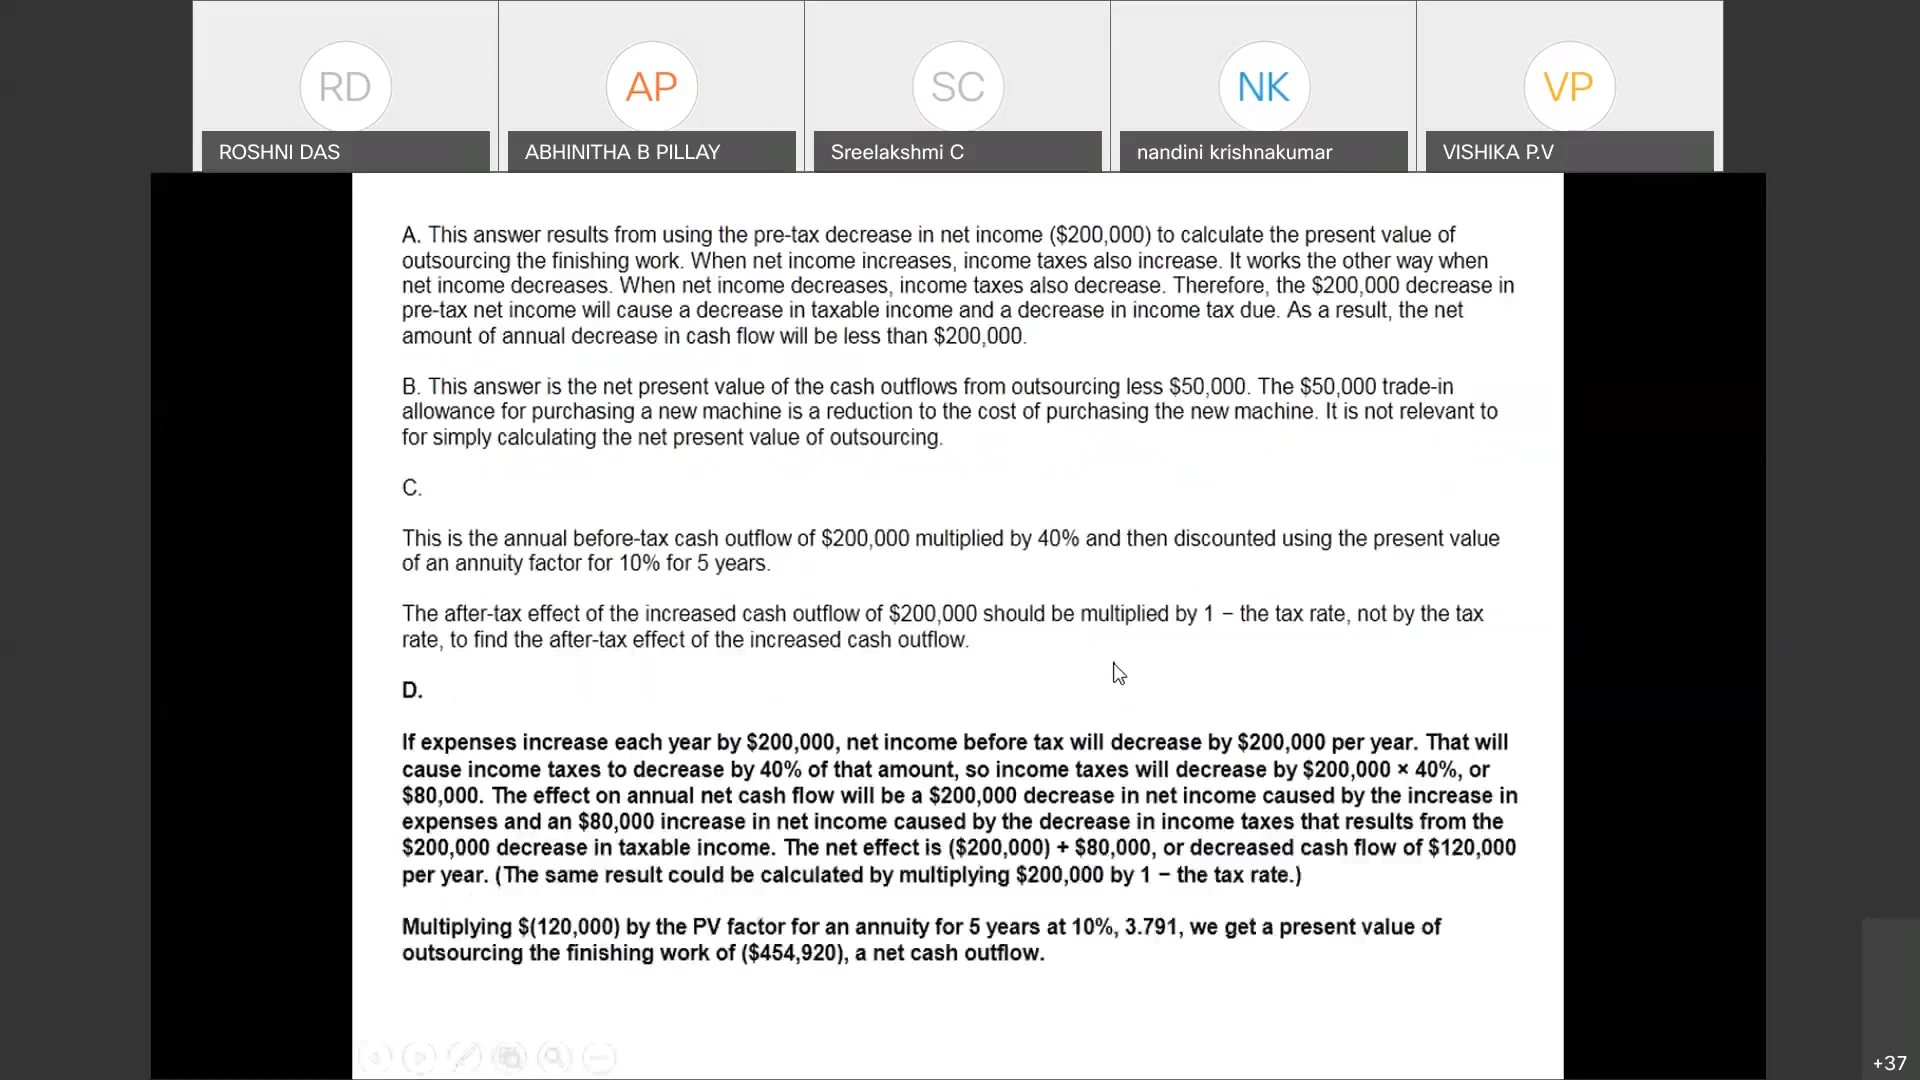 RD
AP
SC
NK
VP
ROSHNI DAS
ABHINITHA B PILLAY
Sreelakshmi C
nandini krishnakumar
VISHIKA P.V
A. This answer results from using the pre-tax decrease in net income ($200,000) to calculate the present value of
outsourcing the finishing work. When net income increases, income taxes also increase. It works the other way when
net income decreases. When net income decreases, income taxes also decrease. Therefore, the $200,000 decrease in
pre-tax net income will cause a decrease in taxable income and a decrease in income tax due. As a result, the net
amount of annual decrease in cash flow will be less than $200,000.
B. This answer is the net present value of the cash outflows from outsourcing less $50,000. The $50,000 trade-in
allowance for purchasing a new machine is a reduction to the cost of purchasing the new machine. It is not relevant to
for simply calculating the net present value of outsourcing.
C.
This is the annual before-tax cash outflow of $200,000 multiplied by 40% and then discounted using the present value
of an annuity factor for 10% for 5 years.
The after-tax effect of the increased cash outflow of $200,000 should be multiplied by 1 − the tax rate, not by the tax
rate, to find the after-tax effect of the increased cash outflow.
D.
If expenses increase each year by $200,000, net income before tax will decrease by $200,000 per year. That will
cause income taxes to decrease by 40% of that amount, so income taxes will decrease by $200,000 × 40%, or
$80,000. The effect on annual net cash flow will be a $200,000 decrease in net income caused by the increase in
expenses and an $80,000 increase in net income caused by the decrease in income taxes that results from the
$200,000 decrease in taxable income. The net effect is ($200,000) + $80,000, or decreased cash flow of $120,000
per year. (The same result could be calculated by multiplying $200,000 by 1 − the tax rate.)
Multiplying $(120,000) by the PV factor for an annuity for 5 years at 10%, 3.791, we get a present value of
outsourcing the finishing work of ($454,920), a net cash outflow.
+37